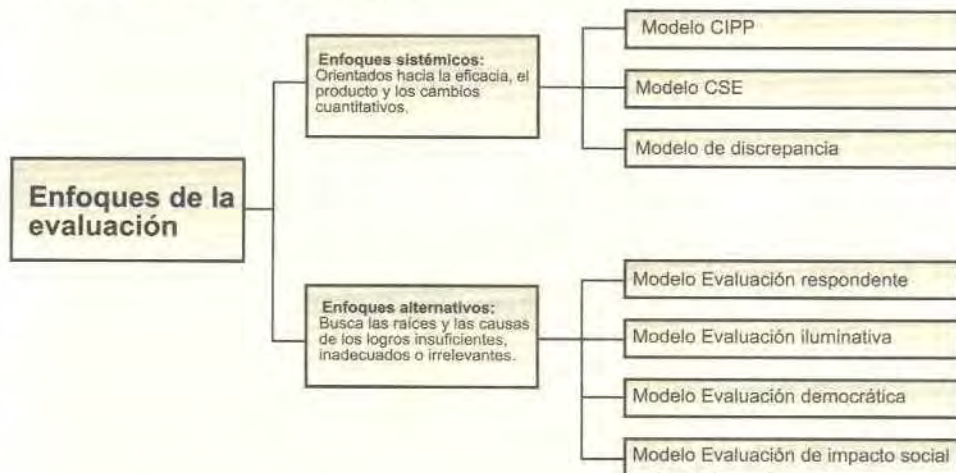 Enfoques de la
evaluación
Enfoques sistémicos:
Orientados hacia la eficacia, el
producto y los cambios
cuantitativos.
Modelo CIPP
Modelo CSE
Modelo de discrepancia
Enfoques alternativos:
Busca las raíces y las causas
de los logros insuficientes,
inadecuados o irrelevantes.
Modelo Evaluación respondente
Modelo Evaluación iluminativa
Modelo Evaluación democrática
Modelo Evaluación de impacto social